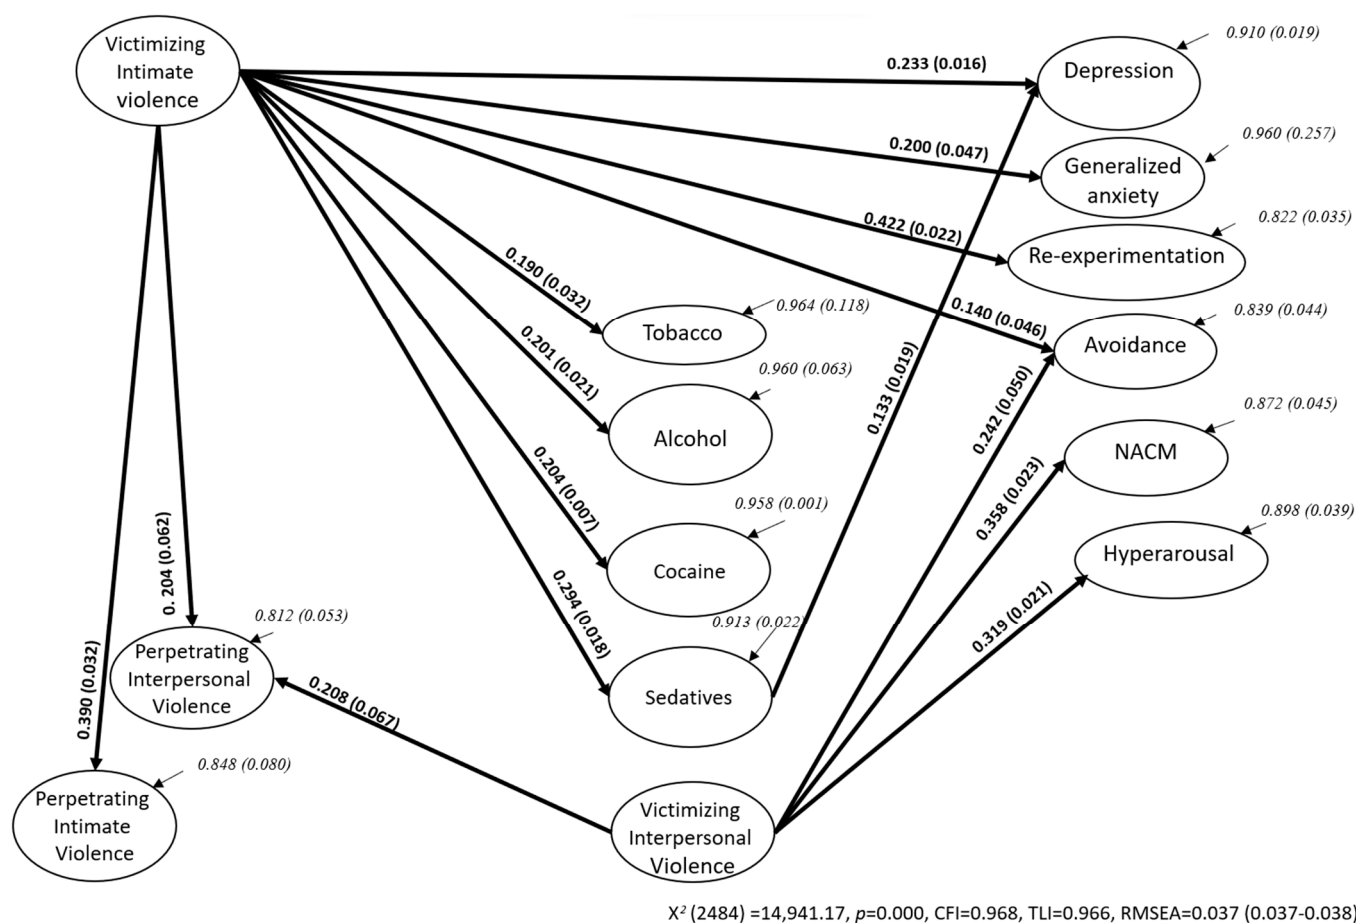 Victimizing
Intimate
violence
0.233 (0.016)
Depression
0.910 (0.019)
0.200 (0.047)
Generalized
anxiety
0.960 (0.257)
0.422 (0.022)
Re-experimentation
0.822 (0.035)
0.140 (0.046)
Avoidance
0.839 (0.044)
0.190 (0.032)
Tobacco
0.964 (0.118)
0.201 (0.021)
Alcohol
0.960 (0.063)
0.133 (0.019)
0.242 (0.050)
NACM
0.872 (0.045)
0.358 (0.023)
0.204 (0.007)
Cocaine
0.958 (0.001)
Hyperarousal
0.898 (0.039)
0.319 (0.021)
0.294 (0.018)
Sedatives
0.913 (0.022)
0. 204 (0.062)
Perpetrating
Interpersonal
Violence
0.812 (0.053)
0.390 (0.032)
0.208 (0.067)
Perpetrating
Intimate
Violence
0.848 (0.080)
Victimizing
Interpersonal
Violence
X² (2484) =14,941.17, p=0.000, CFI=0.968, TLI=0.966, RMSEA=0.037 (0.037-0.038)